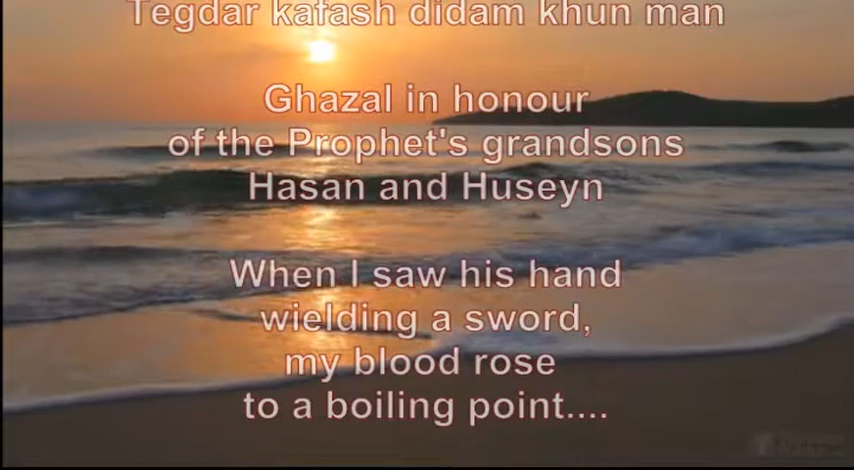 Tegdar kafash didam khun man
Ghazal in honour
of the Prophet's grandsons
Hasan and Huseyn
When I saw his hand
wielding a sword,
my blood rose
to a boiling point....